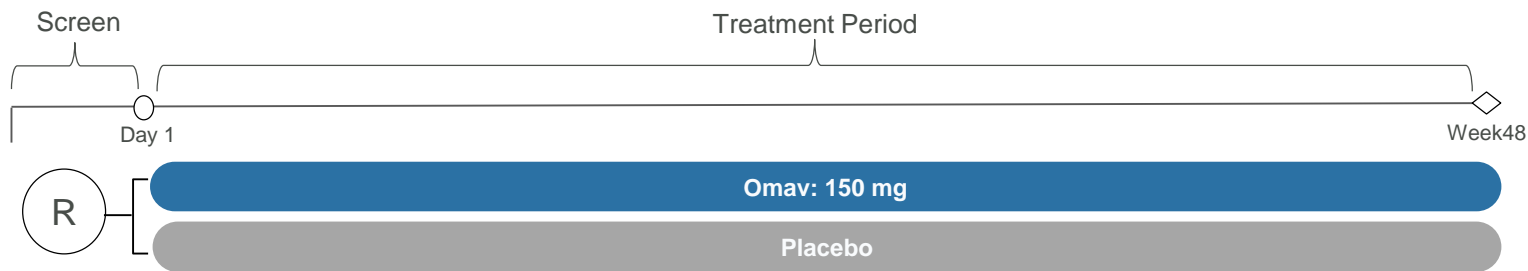 Screen
Treatment Period
Day 1
Week48
Omav: 150 mg
R
Placebo